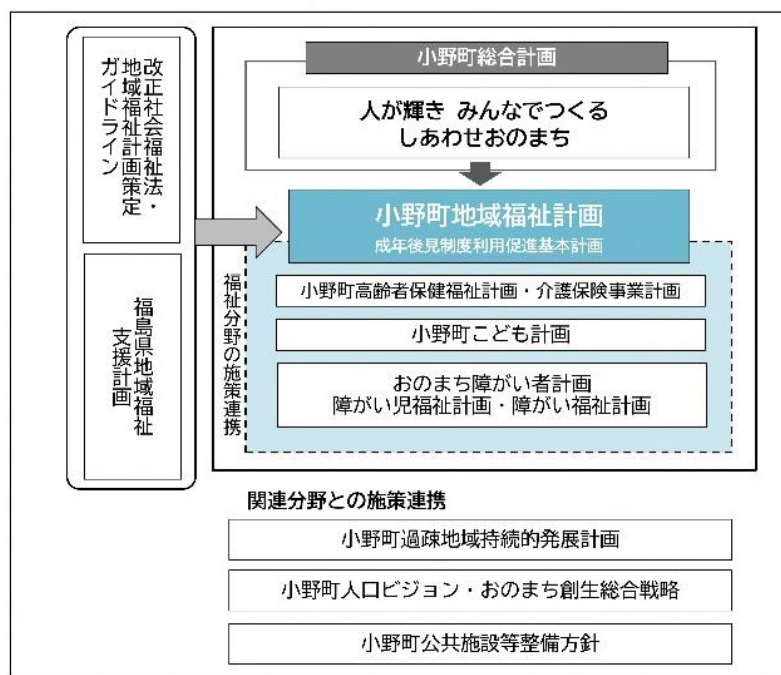 改正社会福祉法・
地域福祉計画策定
ガイドライン
福島県地域福祉
支援計画
小野町総合計画
人が輝き みんなでつくる
しあわせおのまち
小野町地域福祉計画
成年後見制度利用促進基本計画
福祉分野の施策連携
小野町高齢者保健福祉計画・介護保険事業計画
小野町こども計画
おのまち障がい者計画
障がい児福祉計画・障がい福祉計画
関連分野との施策連携
小野町過疎地域持続的発展計画
小野町人口ビジョン・おのまち創生総合戦略
小野町公共施設等整備方針